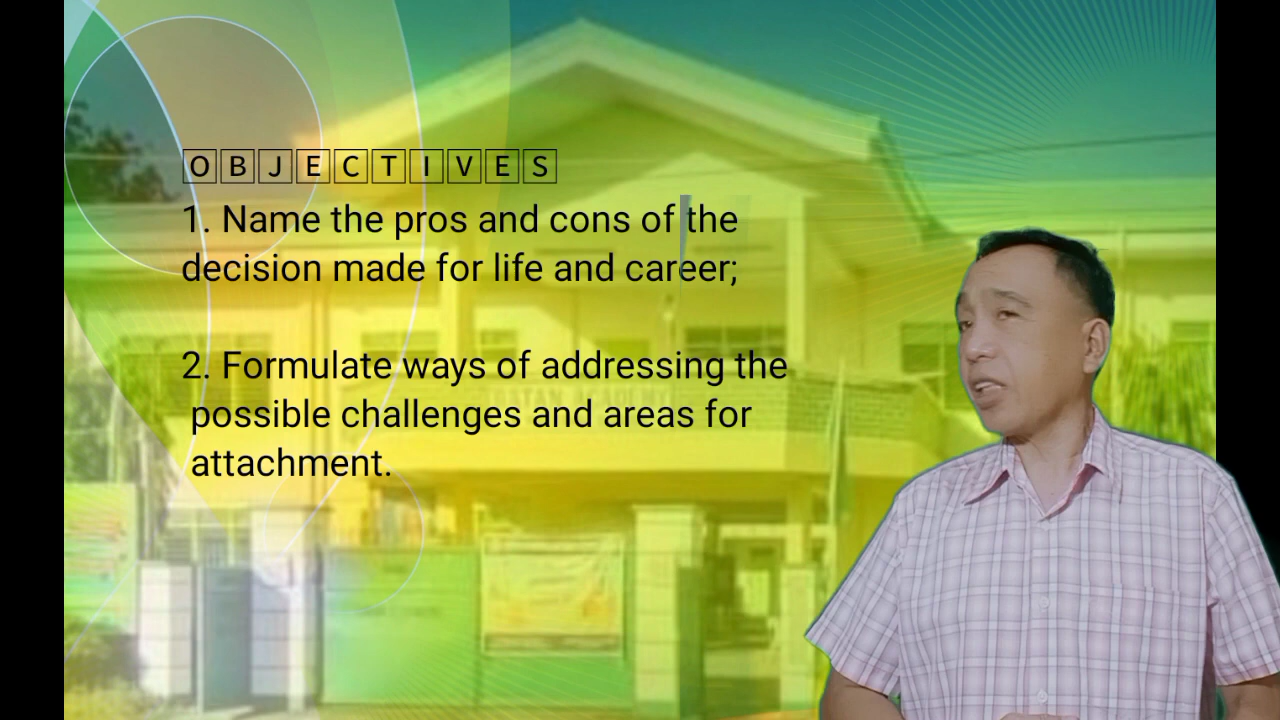 OBJECTIVES
1. Name the pros and cons of the
decision made for life and career;
2. Formulate ways of addressing the
possible challenges and areas for
attachment.